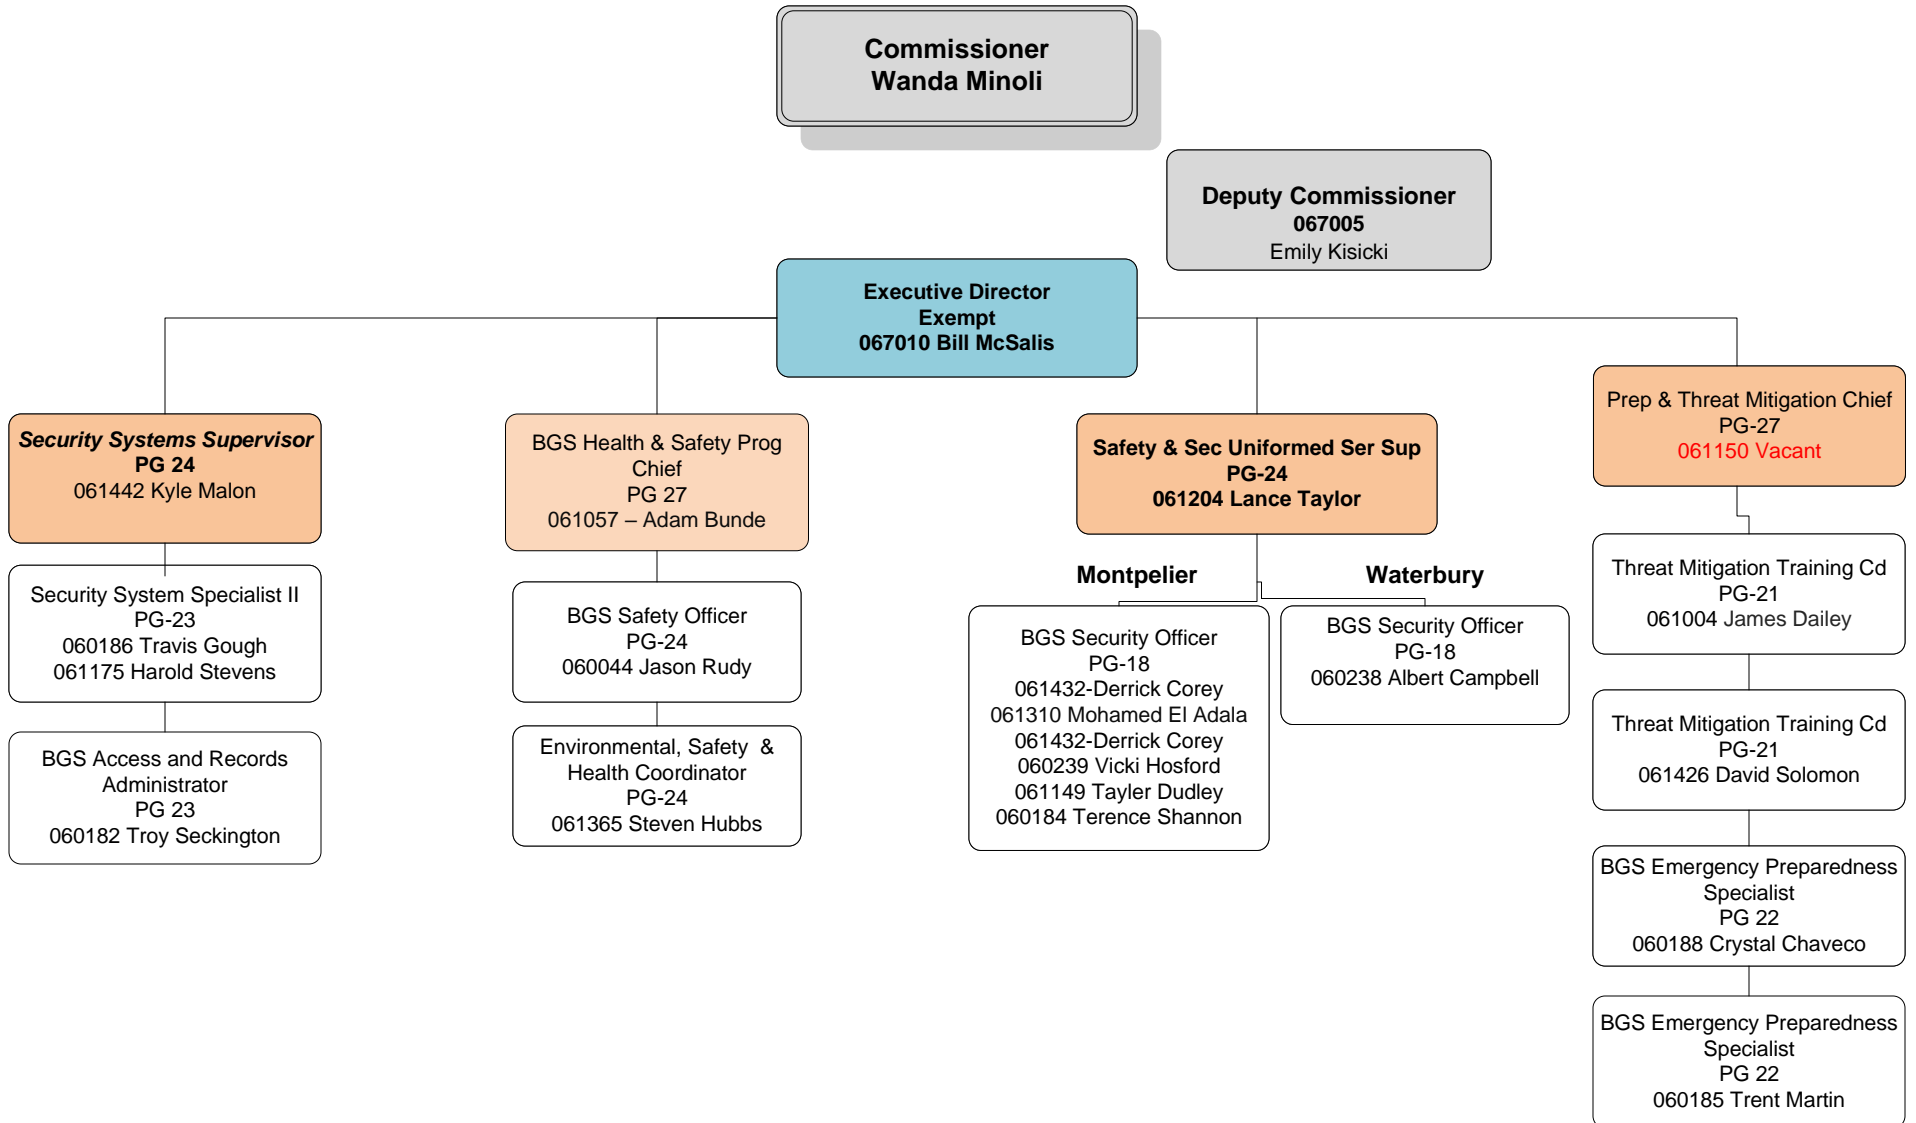 Commissioner
Wanda Minoli
Deputy Commissioner
067005
Emily Kisicki
Executive Director
Exempt
067010 Bill McSalis
Security Systems Supervisor
PG 24
061442 Kyle Malon
Security System Specialist II
PG-23
060186 Travis Gough
061175 Harold Stevens
BGS Access and Records
Administrator
PG 23
060182 Troy Seckington
BGS Health & Safety Prog
Chief
PG 27
061057 – Adam Bunde
BGS Safety Officer
PG-24
060044 Jason Rudy
Environmental, Safety &
Health Coordinator
PG-24
061365 Steven Hubbs
Safety & Sec Uniformed Ser Sup
PG-24
061204 Lance Taylor
Montpelier
BGS Security Officer
PG-18
061432-Derrick Corey
061310 Mohamed El Adala
061432-Derrick Corey
060239 Vicki Hosford
061149 Tayler Dudley
060184 Terence Shannon
Waterbury
BGS Security Officer
PG-18
060238 Albert Campbell
Prep & Threat Mitigation Chief
PG-27
061150 Vacant
Threat Mitigation Training Cd
PG-21
061004 James Dailey
Threat Mitigation Training Cd
PG-21
061426 David Solomon
BGS Emergency Preparedness
Specialist
PG 22
060188 Crystal Chaveco
BGS Emergency Preparedness
Specialist
PG 22
060185 Trent Martin